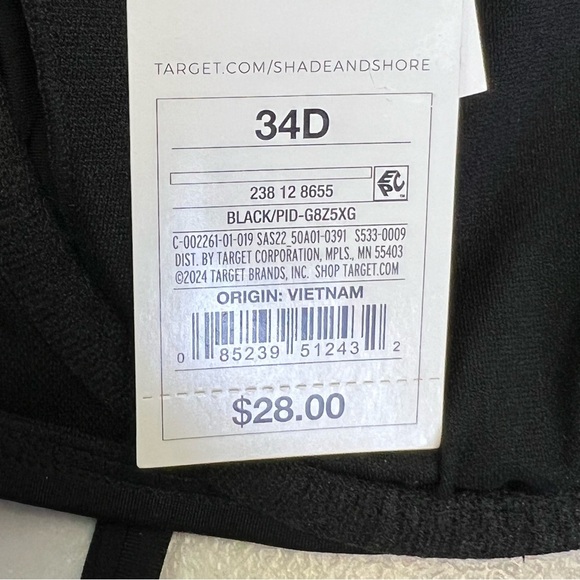 TARGET.COM/SHADEANDSHORE
34D
EPC
238 12 8655
BLACK/PID-G8Z5XG
C-002261-01-019 SAS22_50A01-0391 S533-0009
DIST. BY TARGET CORPORATION, MPLS., MN 55403
©2024 TARGET BRANDS, INC. SHOP TARGET.COM
ORIGIN: VIETNAM
0 85239 51243 2
$28.00